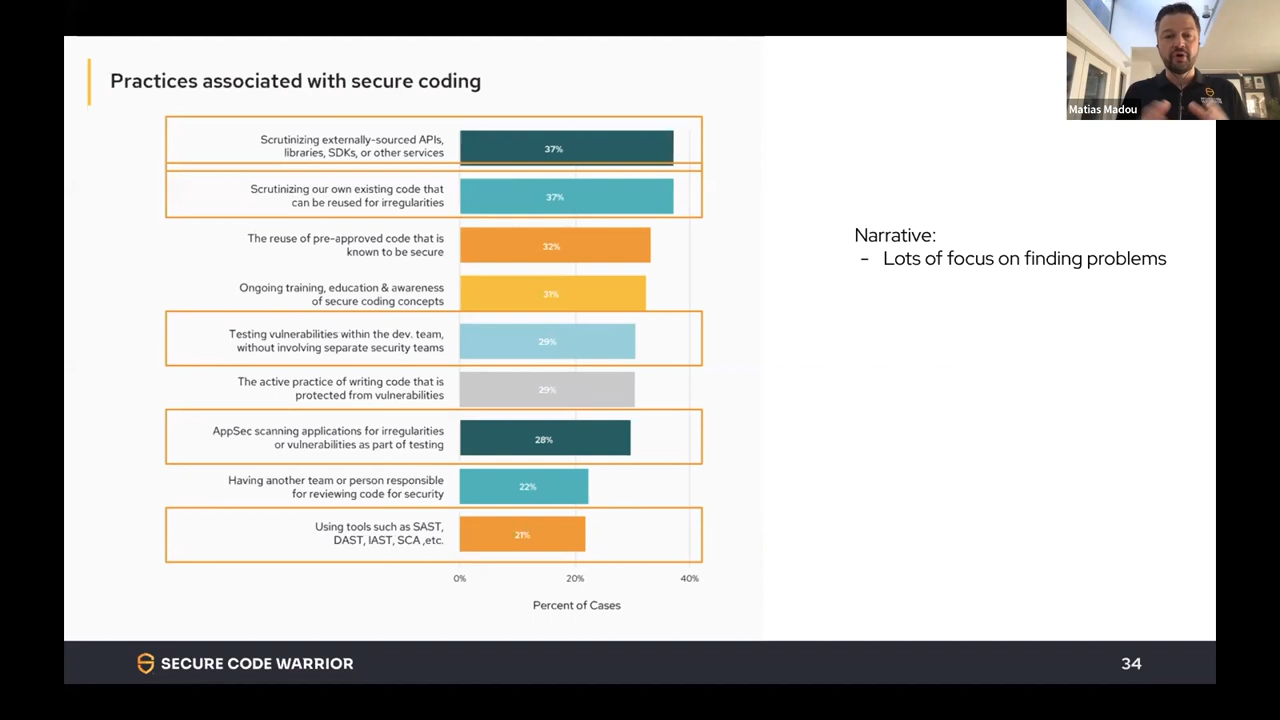 Matias Madou
Practices associated with secure coding
Scrutinizing externally-sourced APIs,
libraries, SDKs, or other services
37%
Scrutinizing our own existing code that
can be reused for irregularities
37%
The reuse of pre-approved code that is
known to be secure
32%
Ongoing training, education & awareness
of secure coding concepts
31%
Testing vulnerabilities within the dev. team,
without involving separate security teams
29%
The active practice of writing code that is
protected from vulnerabilities
29%
AppSec scanning applications for irregularities
or vulnerabilities as part of testing
28%
Having another team or person responsible
for reviewing code for security
22%
Using tools such as SAST,
DAST, IAST, SCA ,etc.
21%
0% 20% 40%
Percent of Cases
Narrative:
- Lots of focus on finding problems
SECURE CODE WARRIOR
34